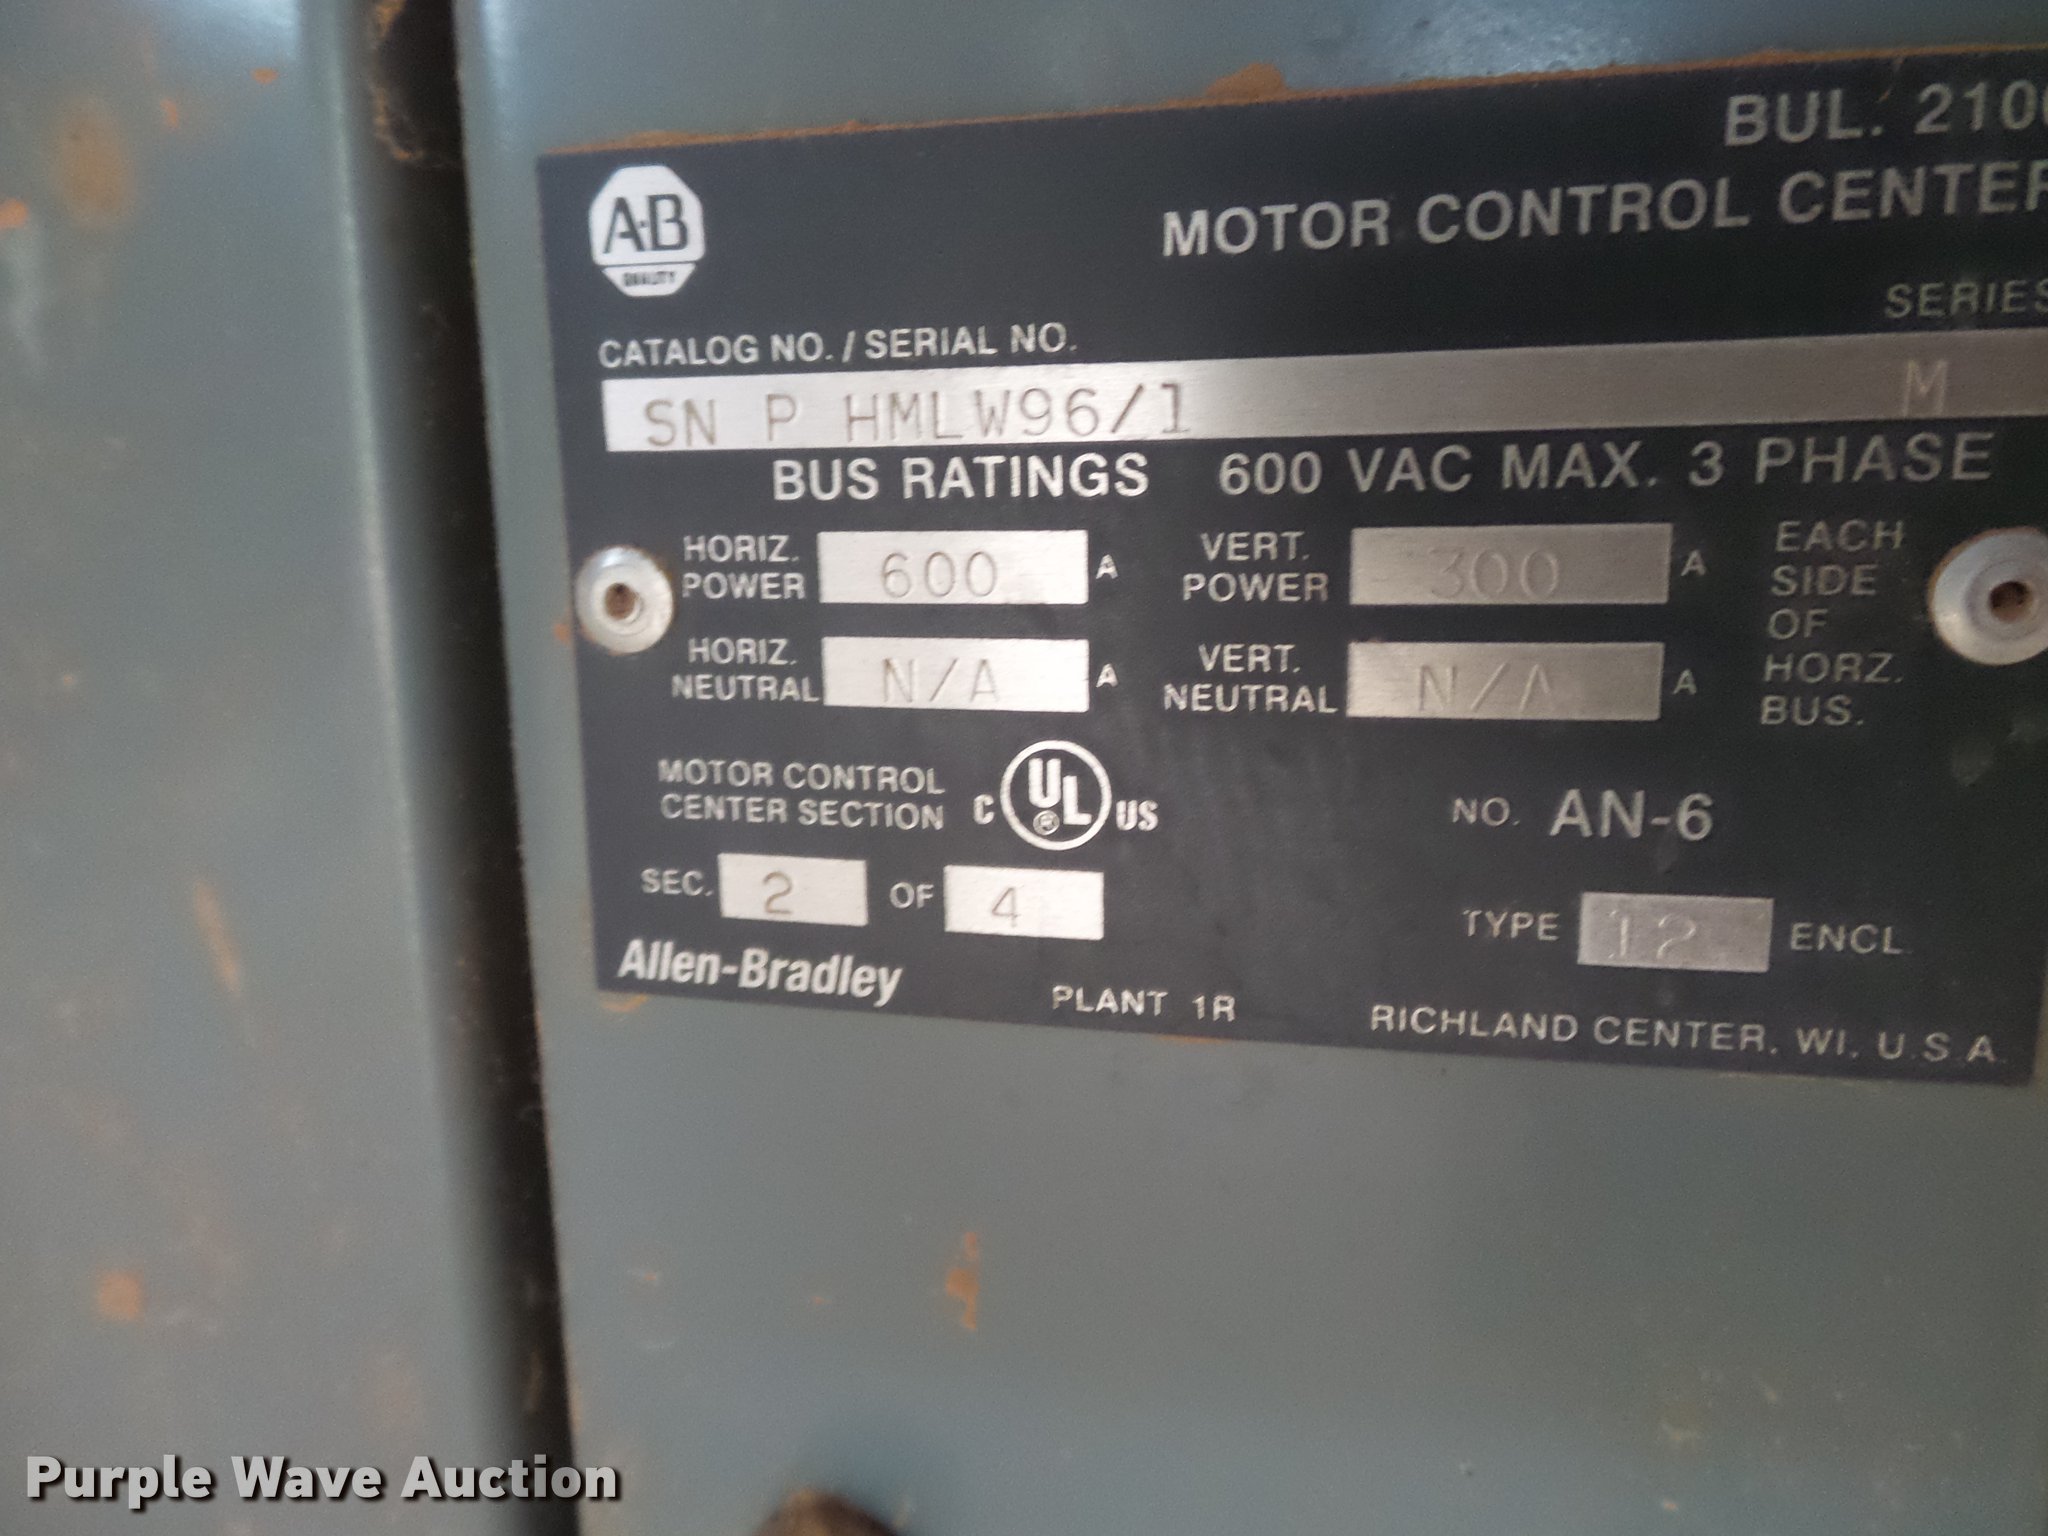 BUL. 2100
MOTOR CONTROL CENTER
A-B
QUALITY
SERIES
CATALOG NO. / SERIAL NO.
SN P HMLW96/1 M
BUS RATINGS 600 VAC MAX. 3 PHASE
HORIZ. POWER 600 A
VERT. POWER 300 A
EACH SIDE OF HORZ. BUS.
HORIZ. NEUTRAL N/A A
VERT. NEUTRAL N/A A
MOTOR CONTROL
CENTER SECTION
C UL ® US
NO. AN-6
SEC. 2 OF 4
TYPE 12 ENCL.
Allen-Bradley
PLANT 1R
RICHLAND CENTER, WI. U.S.A.
Purple Wave Auction